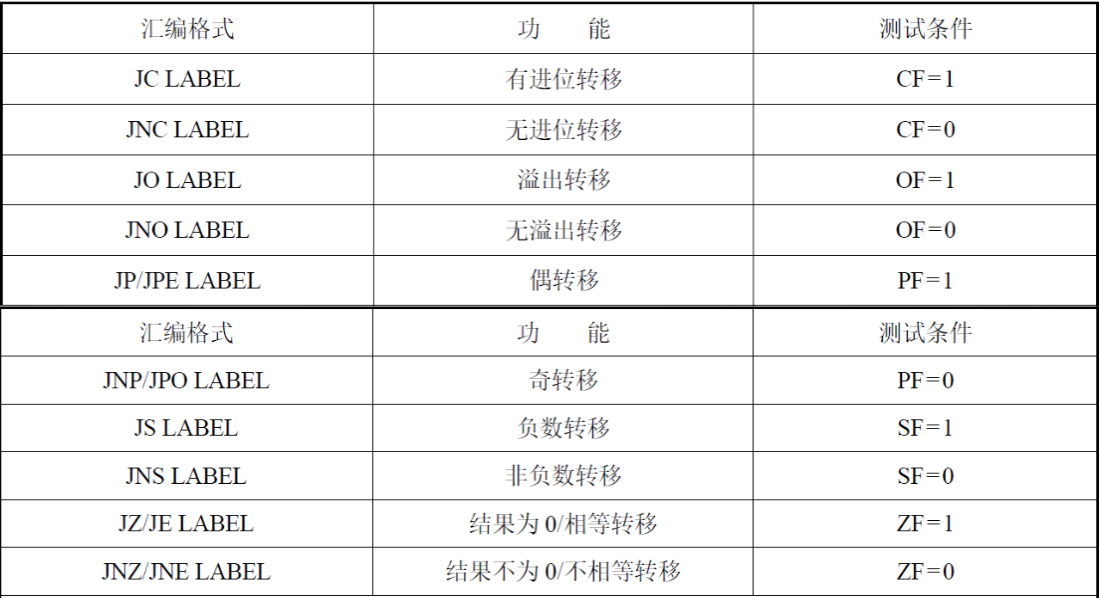 汇编格式 功 能 测试条件
JC LABEL 有进位转移 CF=1
JNC LABEL 无进位转移 CF=0
JO LABEL 溢出转移 OF=1
JNO LABEL 无溢出转移 OF=0
JP/JPE LABEL 偶转移 PF=1
汇编格式 功 能 测试条件
JNP/JPO LABEL 奇转移 PF=0
JS LABEL 负数转移 SF=1
JNS LABEL 非负数转移 SF=0
JZ/JE LABEL 结果为 0/相等转移 ZF=1
JNZ/JNE LABEL 结果不为 0/不相等转移 ZF=0